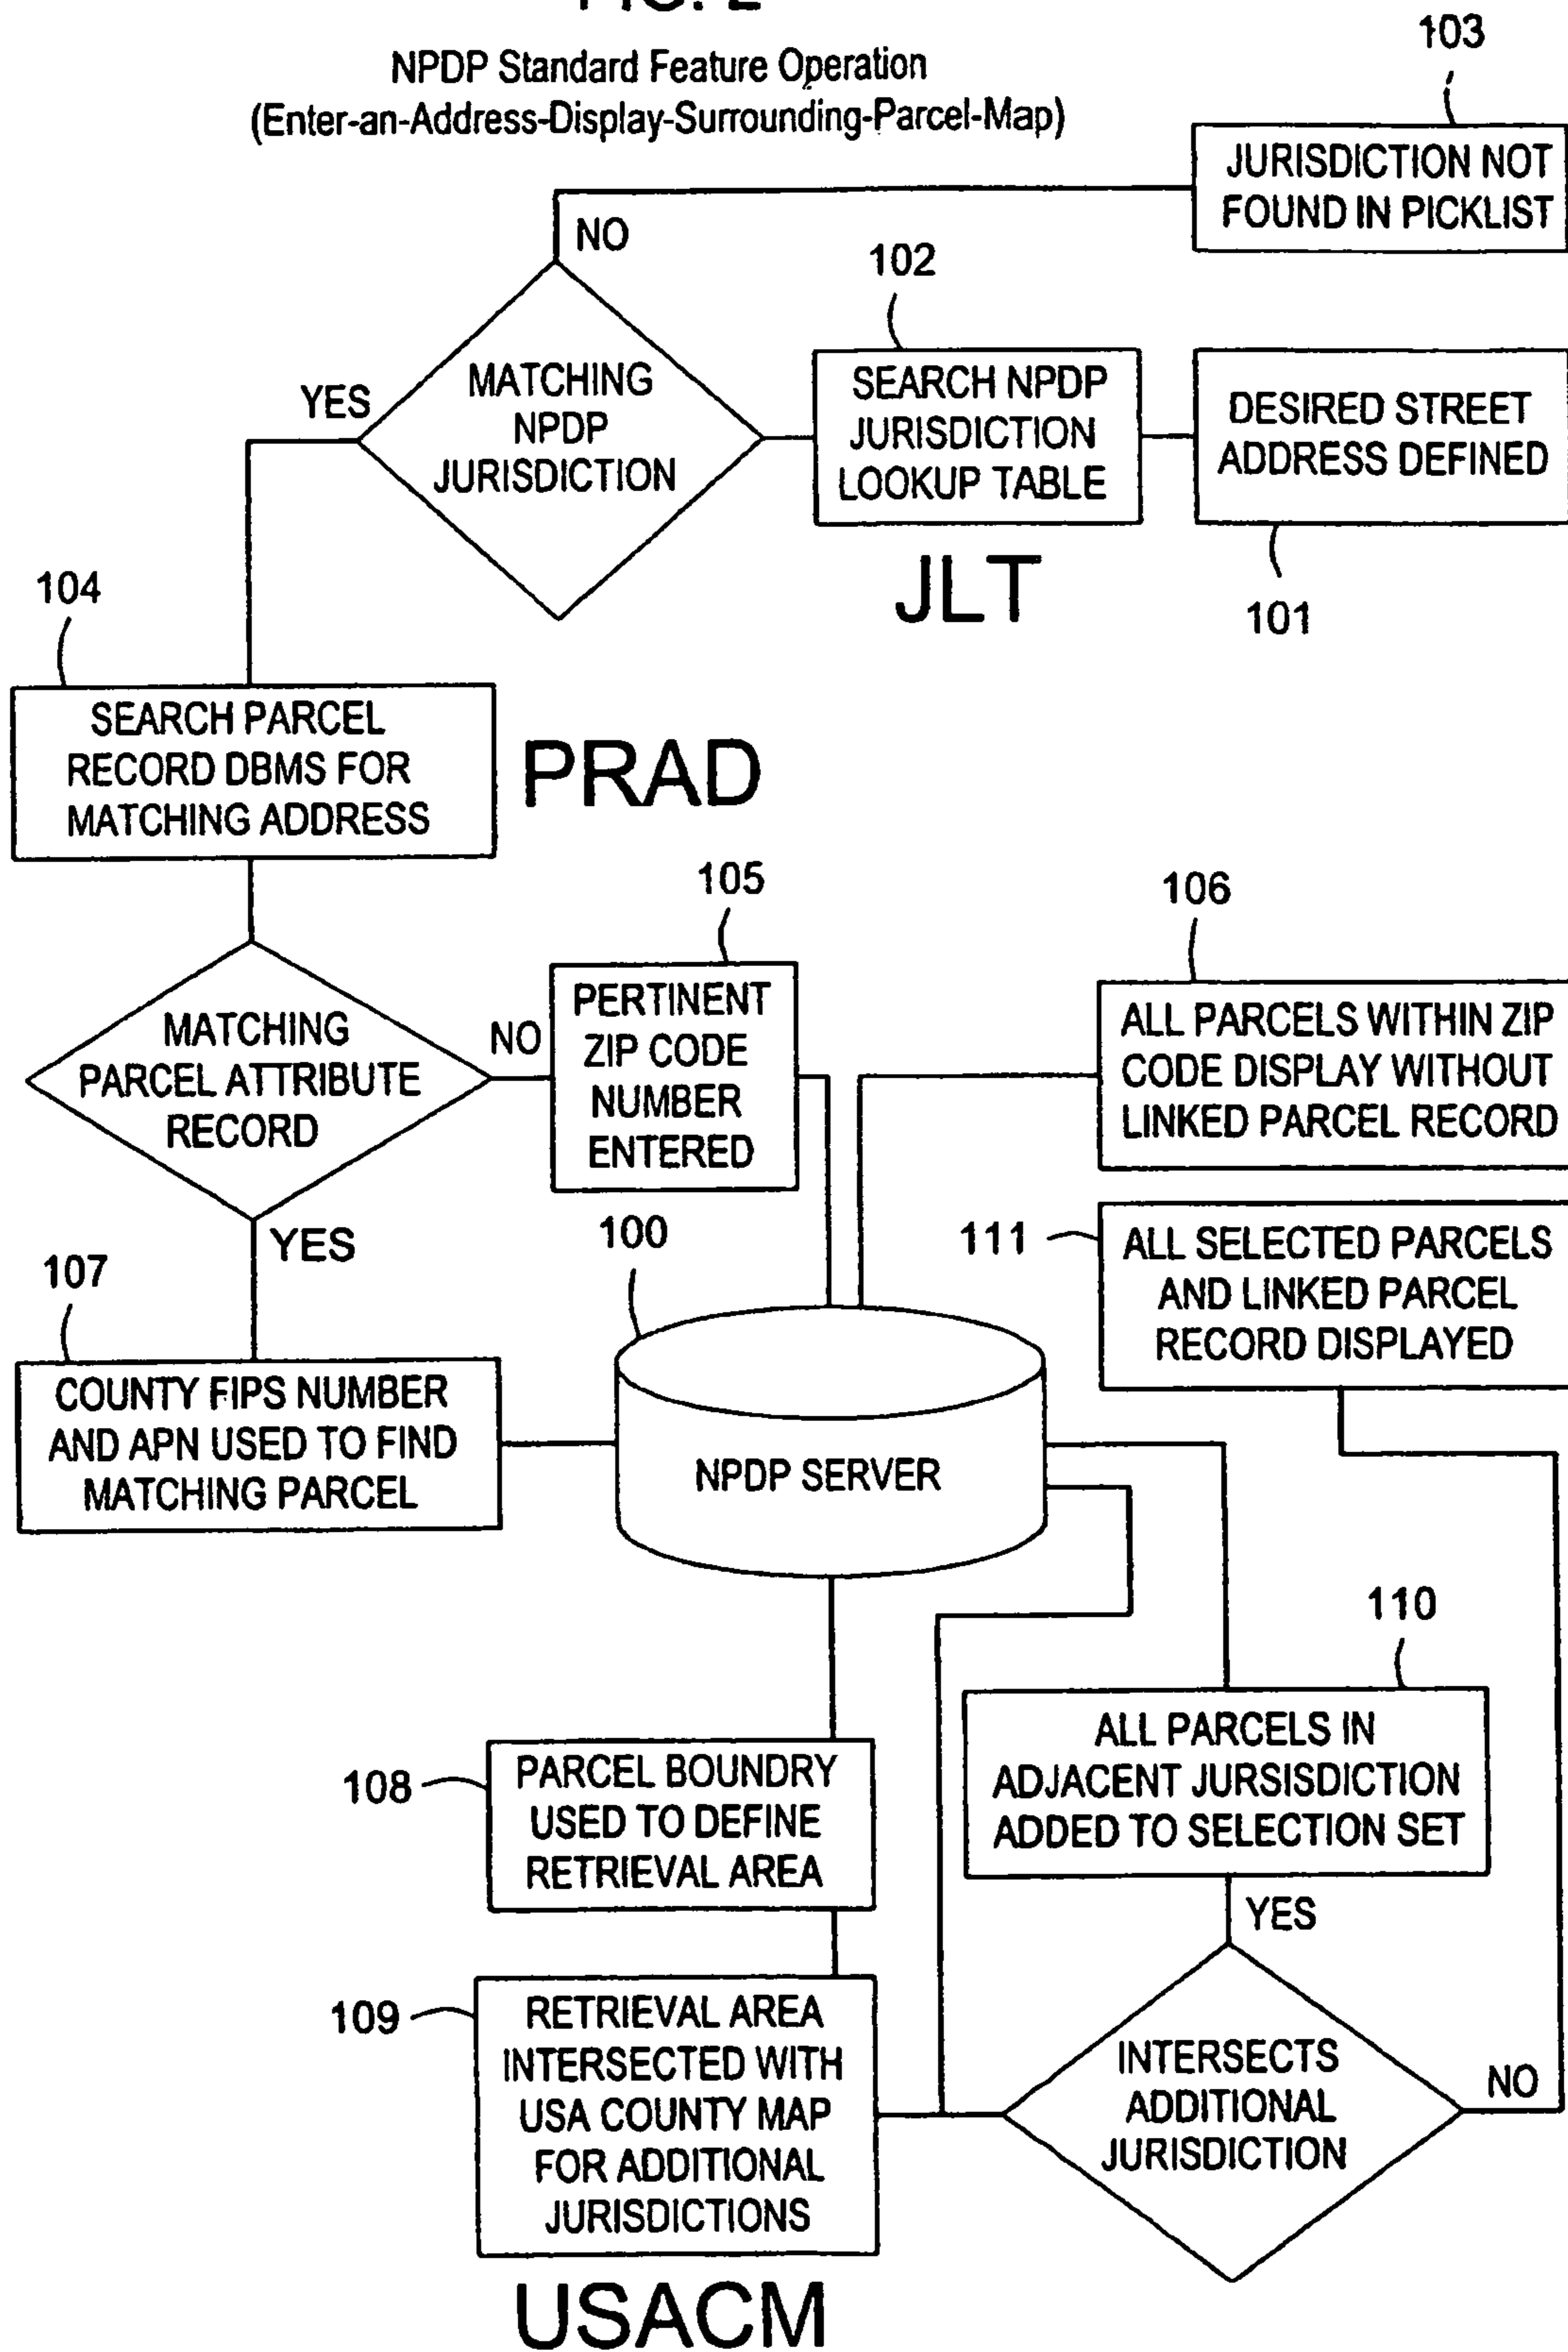 FIG. 2
NPDP Standard Feature Operation
(Enter-an-Address-Display-Surrounding-Parcel-Map)
103
JURISDICTION NOT
FOUND IN PICKLIST
NO
102
YES
MATCHING
NPDP
JURISDICTION
SEARCH NPDP
JURISDICTION
LOOKUP TABLE
DESIRED STREET
ADDRESS DEFINED
JLT
101
104
SEARCH PARCEL
RECORD DBMS FOR
MATCHING ADDRESS
PRAD
105
106
MATCHING
PARCEL ATTRIBUTE
RECORD
NO
PERTINENT
ZIP CODE
NUMBER
ENTERED
ALL PARCELS WITHIN ZIP
CODE DISPLAY WITHOUT
LINKED PARCEL RECORD
YES
100
111
ALL SELECTED PARCELS
AND LINKED PARCEL
RECORD DISPLAYED
107
COUNTY FIPS NUMBER
AND APN USED TO FIND
MATCHING PARCEL
NPDP SERVER
110
108
PARCEL BOUNDRY
USED TO DEFINE
RETRIEVAL AREA
ALL PARCELS IN
ADJACENT JURSISDICTION
ADDED TO SELECTION SET
YES
109
RETRIEVAL AREA
INTERSECTED WITH
USA COUNTY MAP
FOR ADDITIONAL
JURISDICTIONS
INTERSECTS
ADDITIONAL
JURISDICTION
NO
USACM